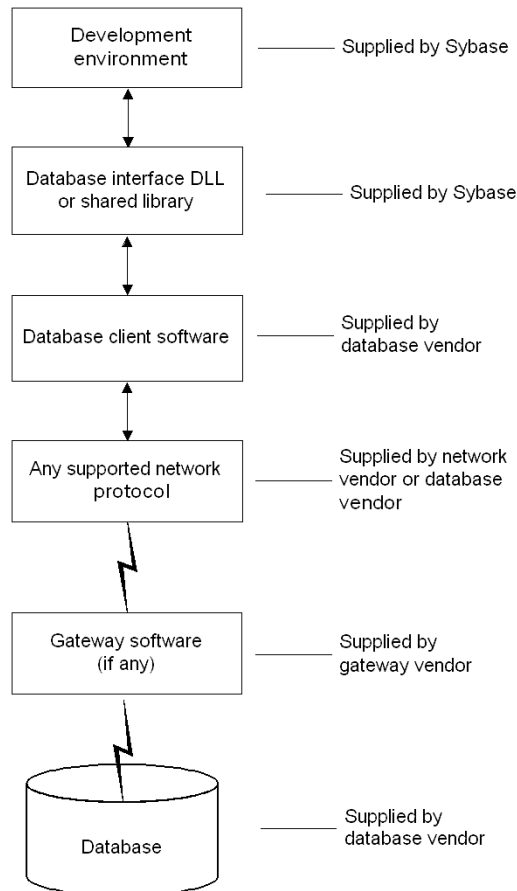 Development
environment
Supplied by Sybase
Database interface DLL
or shared library
Supplied by Sybase
Database client software
Supplied by
database vendor
Any supported network
protocol
Supplied by network
vendor or database
vendor
Gateway software
(if any)
Supplied by
gateway vendor
Database
Supplied by
database vendor